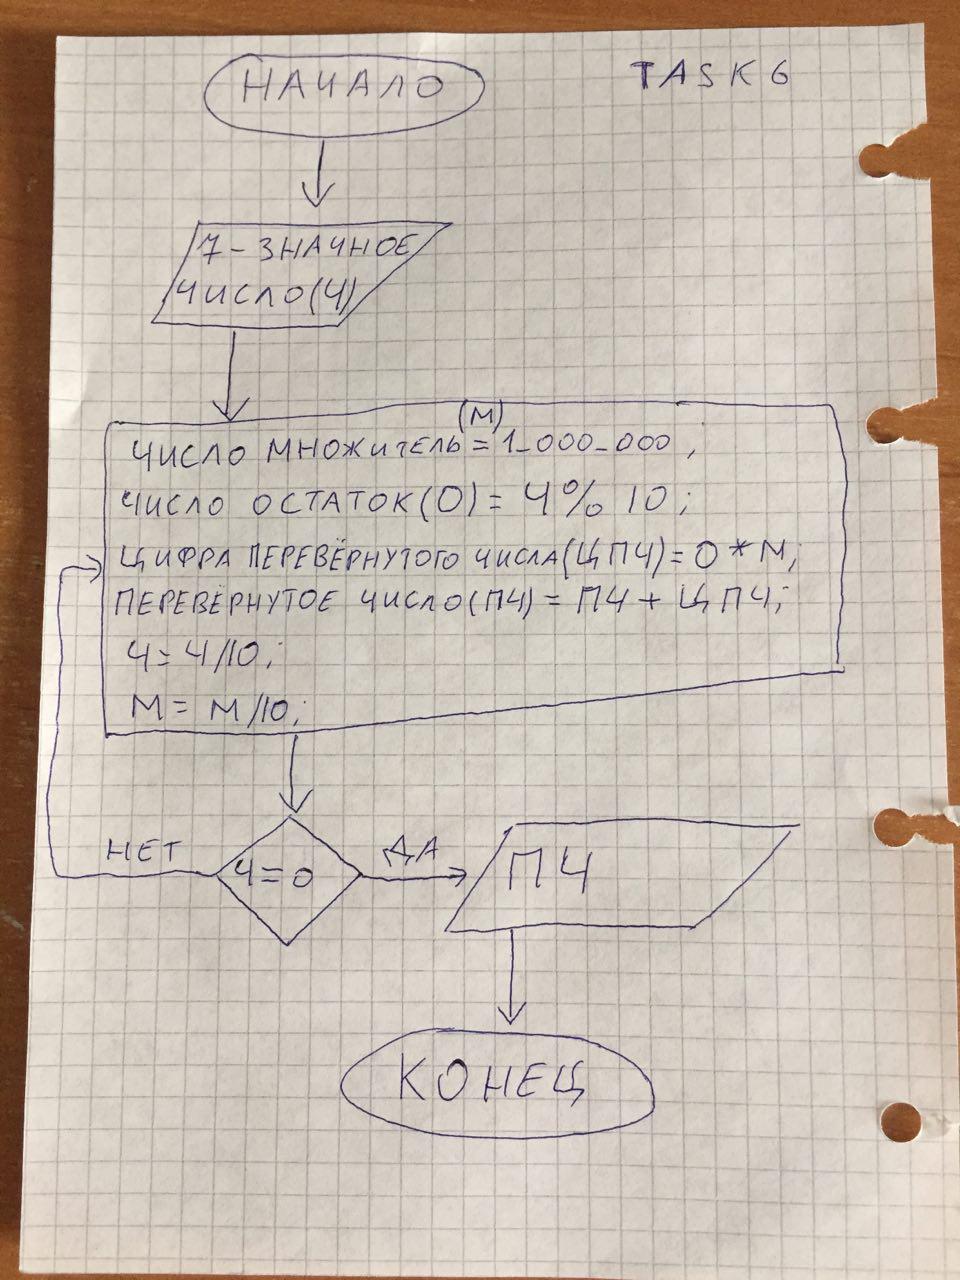 НАЧАЛО
TASK 6
7-ЗНАЧНОЕ
ЧИСЛО(Ч)
(М)
ЧИСЛО МНОЖИТЕЛЬ = 1_000_000 ;
ЧИСЛО ОСТАТОК(О) = Ч % 10 ;
ЦИФРА ПЕРЕВЁРНУТОГО ЧИСЛА(ЦПЧ) = О * М;
ПЕРЕВЁРНУТОЕ ЧИСЛО(ПЧ) = ПЧ + ЦПЧ;
Ч = Ч/10;
М = М/10;
НЕТ
Ч=0
ДА
ПЧ
КОНЕЦ